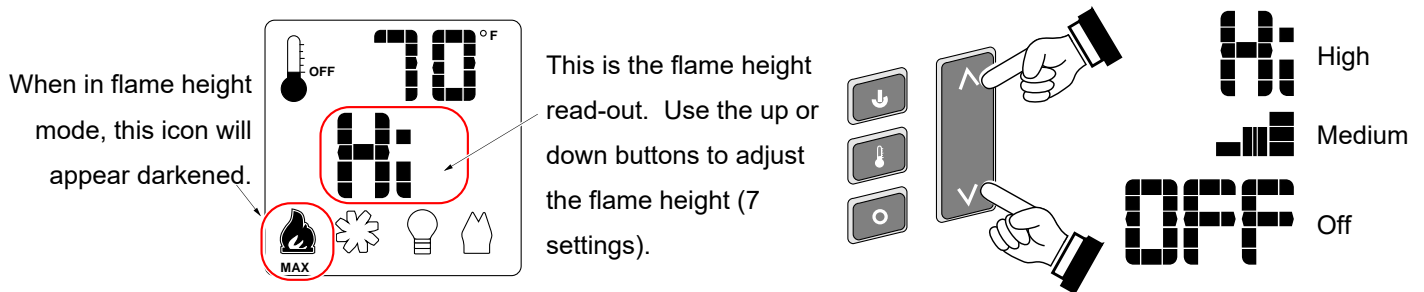 When in flame height
mode, this icon will
appear darkened.
70 °F
OFF
Hi
MAX
This is the flame height
read-out. Use the up or
down buttons to adjust
the flame height (7
settings).
Hi High
Medium
OFF Off